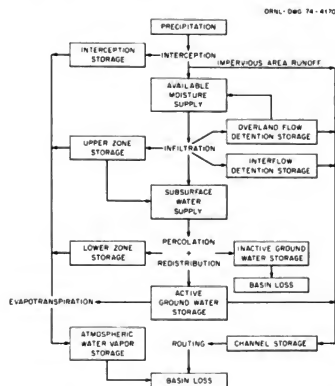 ORNL-DWG 74-4170
PRECIPITATION
INTERCEPTION
STORAGE
INTERCEPTION
IMPERVIOUS AREA RUNOFF
AVAILABLE
MOISTURE
SUPPLY
OVERLAND FLOW
DETENTION STORAGE
UPPER ZONE
STORAGE
INFILTRATION
INTERFLOW
DETENTION STORAGE
SUBSURFACE
WATER
SUPPLY
LOWER ZONE
STORAGE
PERCOLATION
+
REDISTRIBUTION
INACTIVE GROUND
WATER STORAGE
BASIN LOSS
EVAPOTRANSPIRATION
ACTIVE
GROUND WATER
STORAGE
ATMOSPHERIC
WATER VAPOR
STORAGE
ROUTING
CHANNEL STORAGE
BASIN LOSS